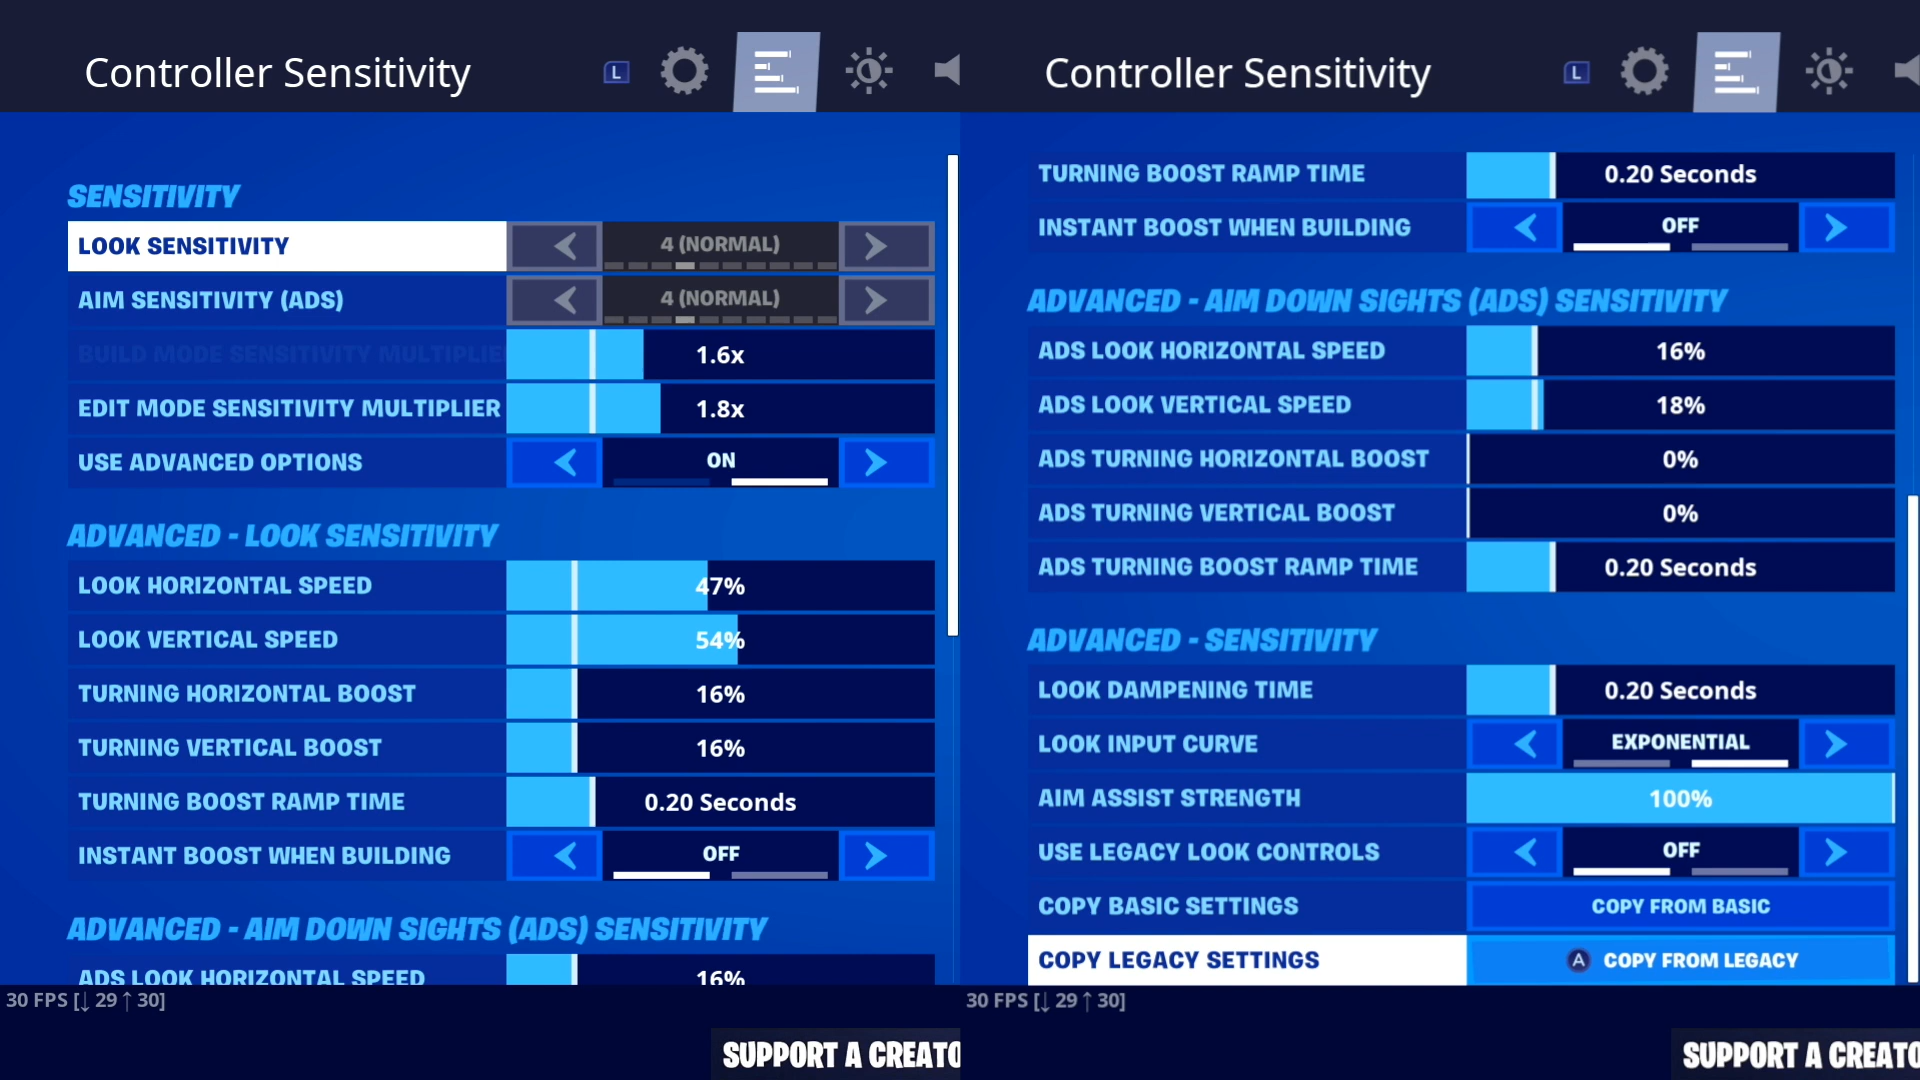 Controller Sensitivity
L
SENSITIVITY
LOOK SENSITIVITY
4 (NORMAL)
AIM SENSITIVITY (ADS)
4 (NORMAL)
BUILD MODE SENSITIVITY MULTIPLIE
1.6x
EDIT MODE SENSITIVITY MULTIPLIER
1.8x
USE ADVANCED OPTIONS
ON
ADVANCED - LOOK SENSITIVITY
LOOK HORIZONTAL SPEED
47%
LOOK VERTICAL SPEED
54%
TURNING HORIZONTAL BOOST
16%
TURNING VERTICAL BOOST
16%
TURNING BOOST RAMP TIME
0.20 Seconds
INSTANT BOOST WHEN BUILDING
OFF
ADVANCED - AIM DOWN SIGHTS (ADS) SENSITIVITY
ADS LOOK HORIZONTAL SPEED
16%
30 FPS [↓ 29 ↑ 30]
SUPPORT A CREATO
Controller Sensitivity
L
TURNING BOOST RAMP TIME
0.20 Seconds
INSTANT BOOST WHEN BUILDING
OFF
ADVANCED - AIM DOWN SIGHTS (ADS) SENSITIVITY
ADS LOOK HORIZONTAL SPEED
16%
ADS LOOK VERTICAL SPEED
18%
ADS TURNING HORIZONTAL BOOST
0%
ADS TURNING VERTICAL BOOST
0%
ADS TURNING BOOST RAMP TIME
0.20 Seconds
ADVANCED - SENSITIVITY
LOOK DAMPENING TIME
0.20 Seconds
LOOK INPUT CURVE
EXPONENTIAL
AIM ASSIST STRENGTH
100%
USE LEGACY LOOK CONTROLS
OFF
COPY BASIC SETTINGS
COPY FROM BASIC
COPY LEGACY SETTINGS
A COPY FROM LEGACY
30 FPS [↓ 29 ↑ 30]
SUPPORT A CREATO